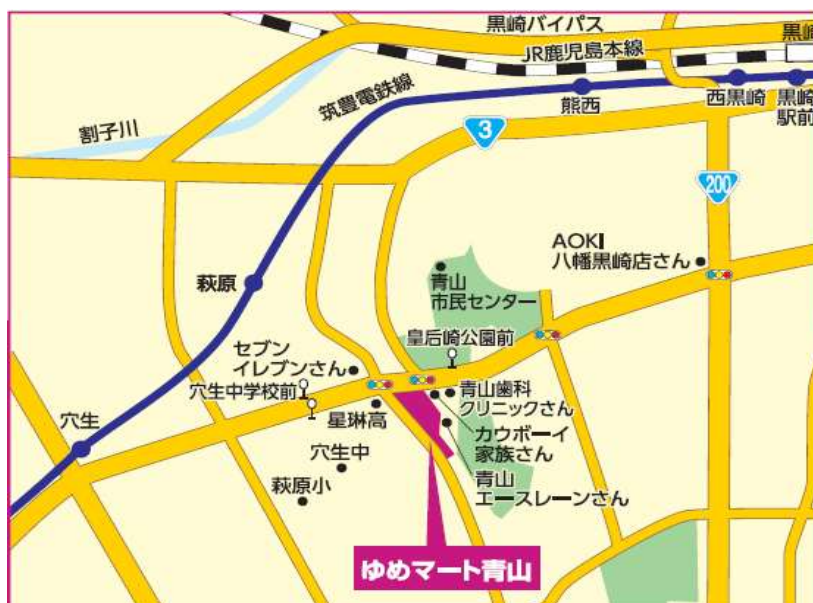 黒崎バイパス
黒崎
JR鹿児島本線
筑豊電鉄線
熊西
西黒崎
黒崎
駅前
割子川
3
200
AOKI
八幡黒崎店さん
萩原
青山
市民センター
皇后崎公園前
セブン
イレブンさん
穴生中学校前
青山歯科
クリニックさん
星琳高
カウボーイ
家族さん
穴生
穴生中
青山
エースレーンさん
萩原小
ゆめマート青山